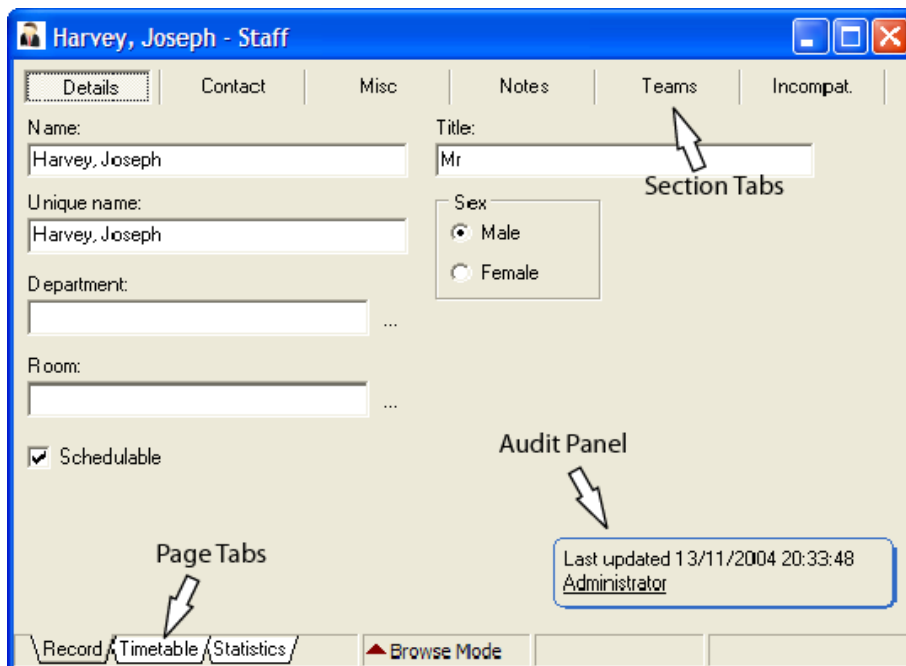 Harvey, Joseph - Staff
Details Contact Misc Notes Teams Incompat.
Name: Title:
Harvey, Joseph Mr
Section Tabs
Unique name: Sex
Harvey, Joseph Male
Female
Department:
...
Room:
...
Schedulable
Audit Panel
Page Tabs
Last updated 13/11/2004 20:33:48
Administrator
Record Timetable Statistics Browse Mode